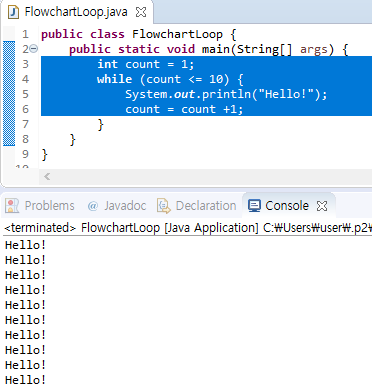 FlowchartLoop.java
1 public class FlowchartLoop {
2 public static void main(String[] args) {
3 int count = 1;
4 while (count <= 10) {
5 System.out.println("Hello!");
6 count = count +1;
7 }
8 }
9 }
Problems @ Javadoc Declaration Console
<terminated> FlowchartLoop [Java Application] C:₩Users₩user₩.p2₩
Hello!
Hello!
Hello!
Hello!
Hello!
Hello!
Hello!
Hello!
Hello!
Hello!